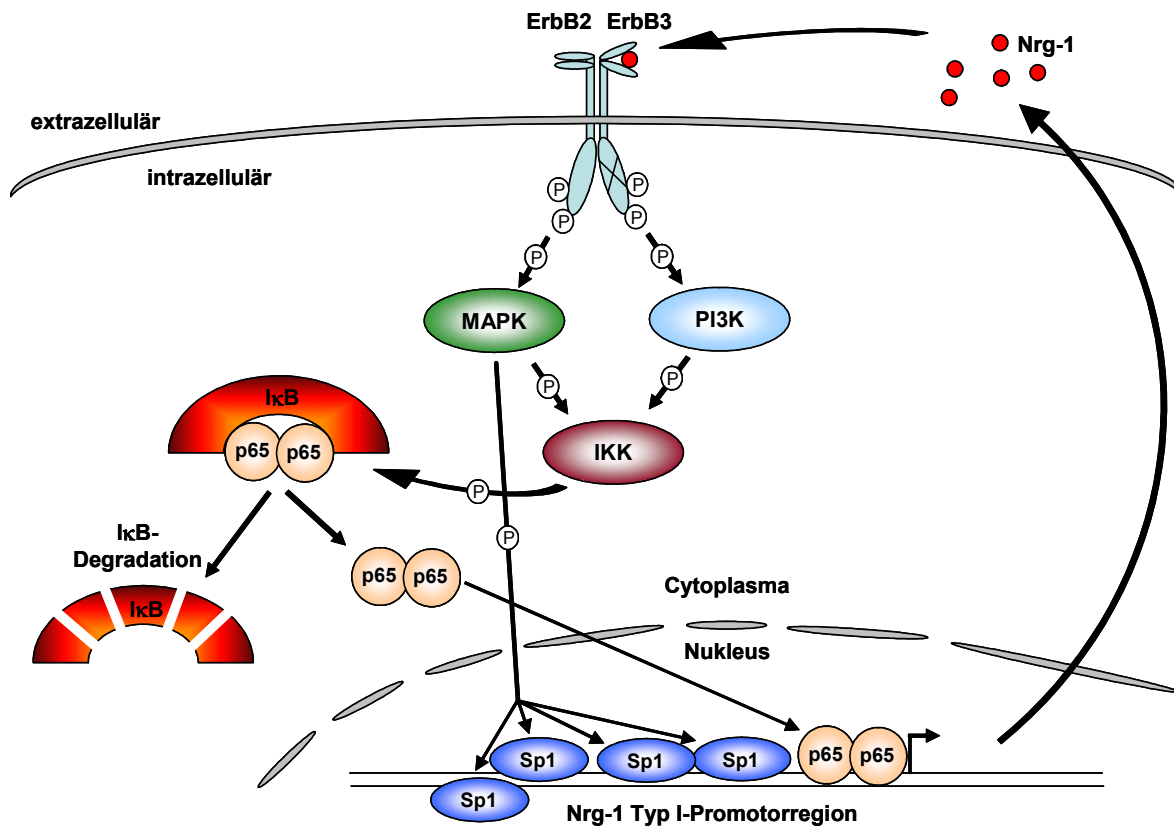 ErbB2 ErbB3
Nrg-1
extrazellulär
intrazellulär
P
P
P
P
P
P
MAPK
PI3K
P
P
IκB
p65 p65
IKK
P
P
IκB-
Degradation
p65 p65
IκB
Cytoplasma
Nukleus
Sp1
Sp1
Sp1
p65 p65
Sp1
Nrg-1 Typ I-Promotorregion